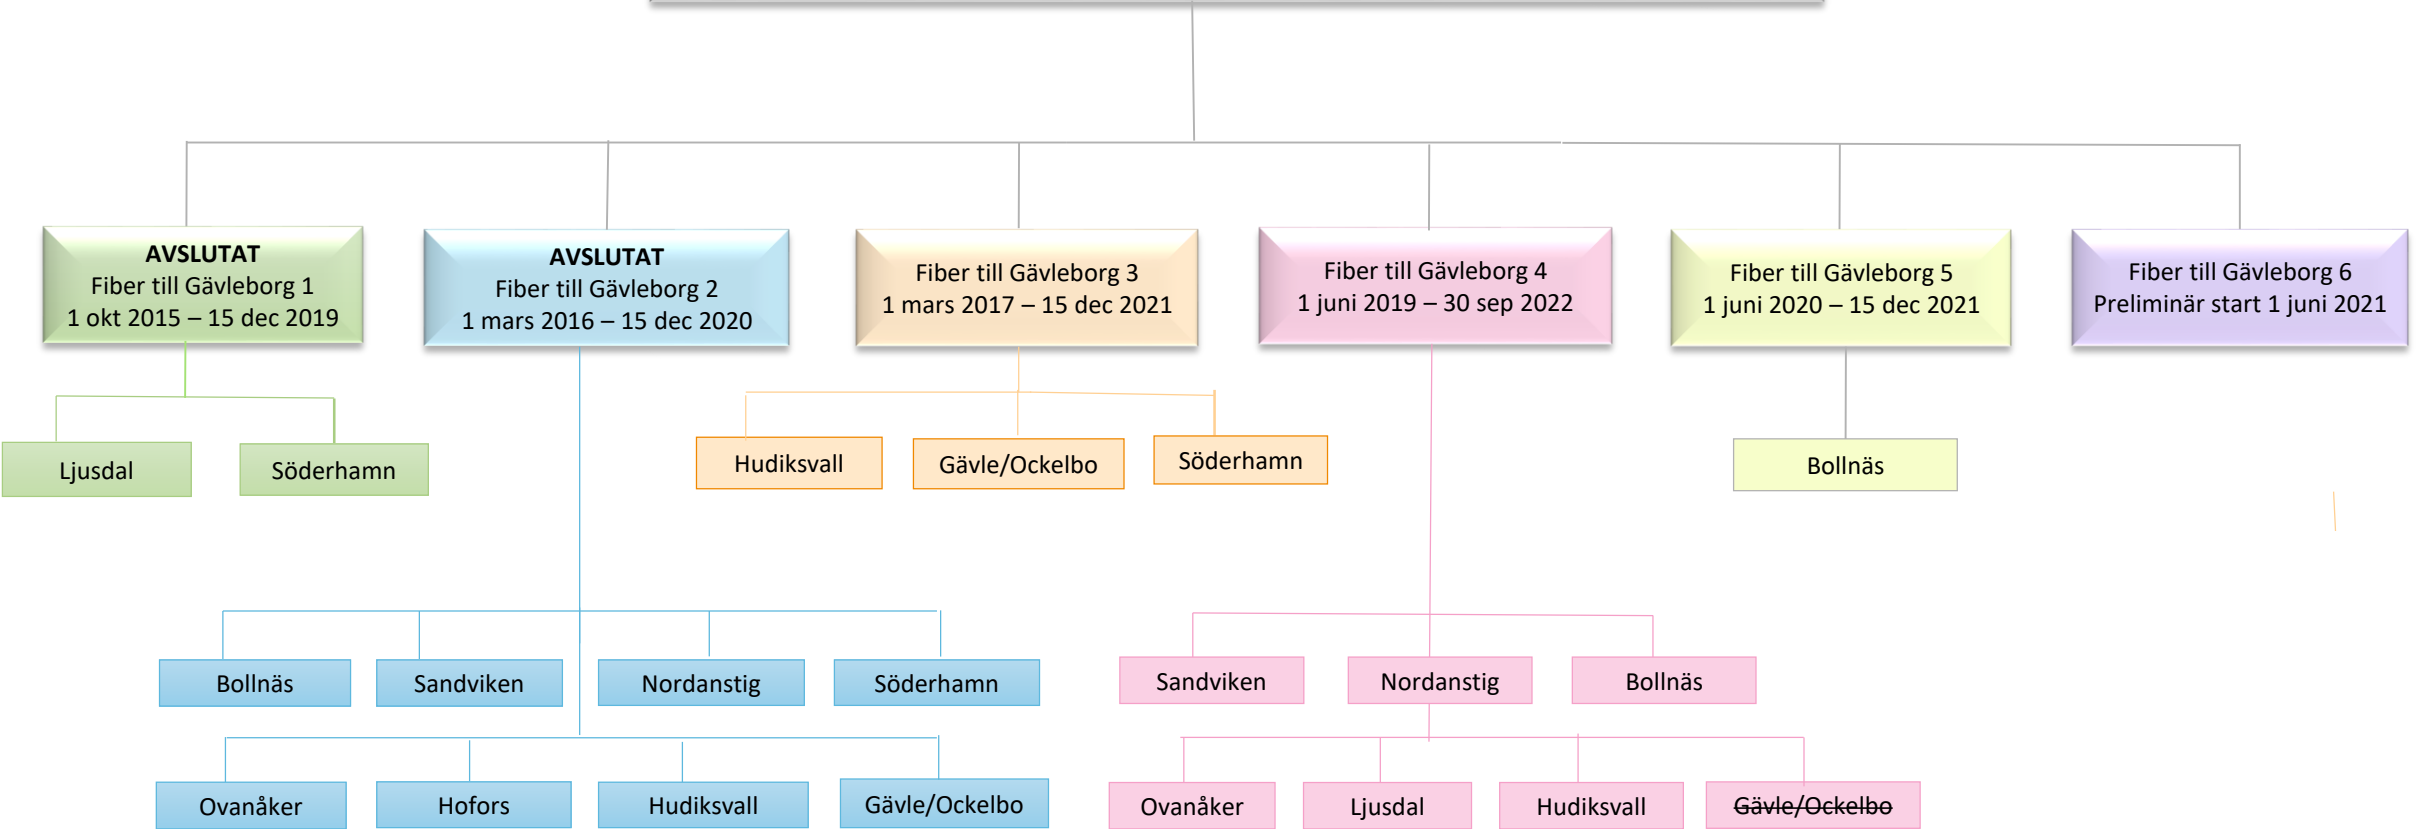 AVSLUTAT
Fiber till Gävleborg 1
1 okt 2015 – 15 dec 2019
AVSLUTAT
Fiber till Gävleborg 2
1 mars 2016 – 15 dec 2020
Fiber till Gävleborg 3
1 mars 2017 – 15 dec 2021
Fiber till Gävleborg 4
1 juni 2019 – 30 sep 2022
Fiber till Gävleborg 5
1 juni 2020 – 15 dec 2021
Fiber till Gävleborg 6
Preliminär start 1 juni 2021
Ljusdal
Söderhamn
Hudiksvall
Gävle/Ockelbo
Söderhamn
Bollnäs
Bollnäs
Sandviken
Nordanstig
Söderhamn
Sandviken
Nordanstig
Bollnäs
Ovanåker
Hofors
Hudiksvall
Gävle/Ockelbo
Ovanåker
Ljusdal
Hudiksvall
Gävle/Ockelbo